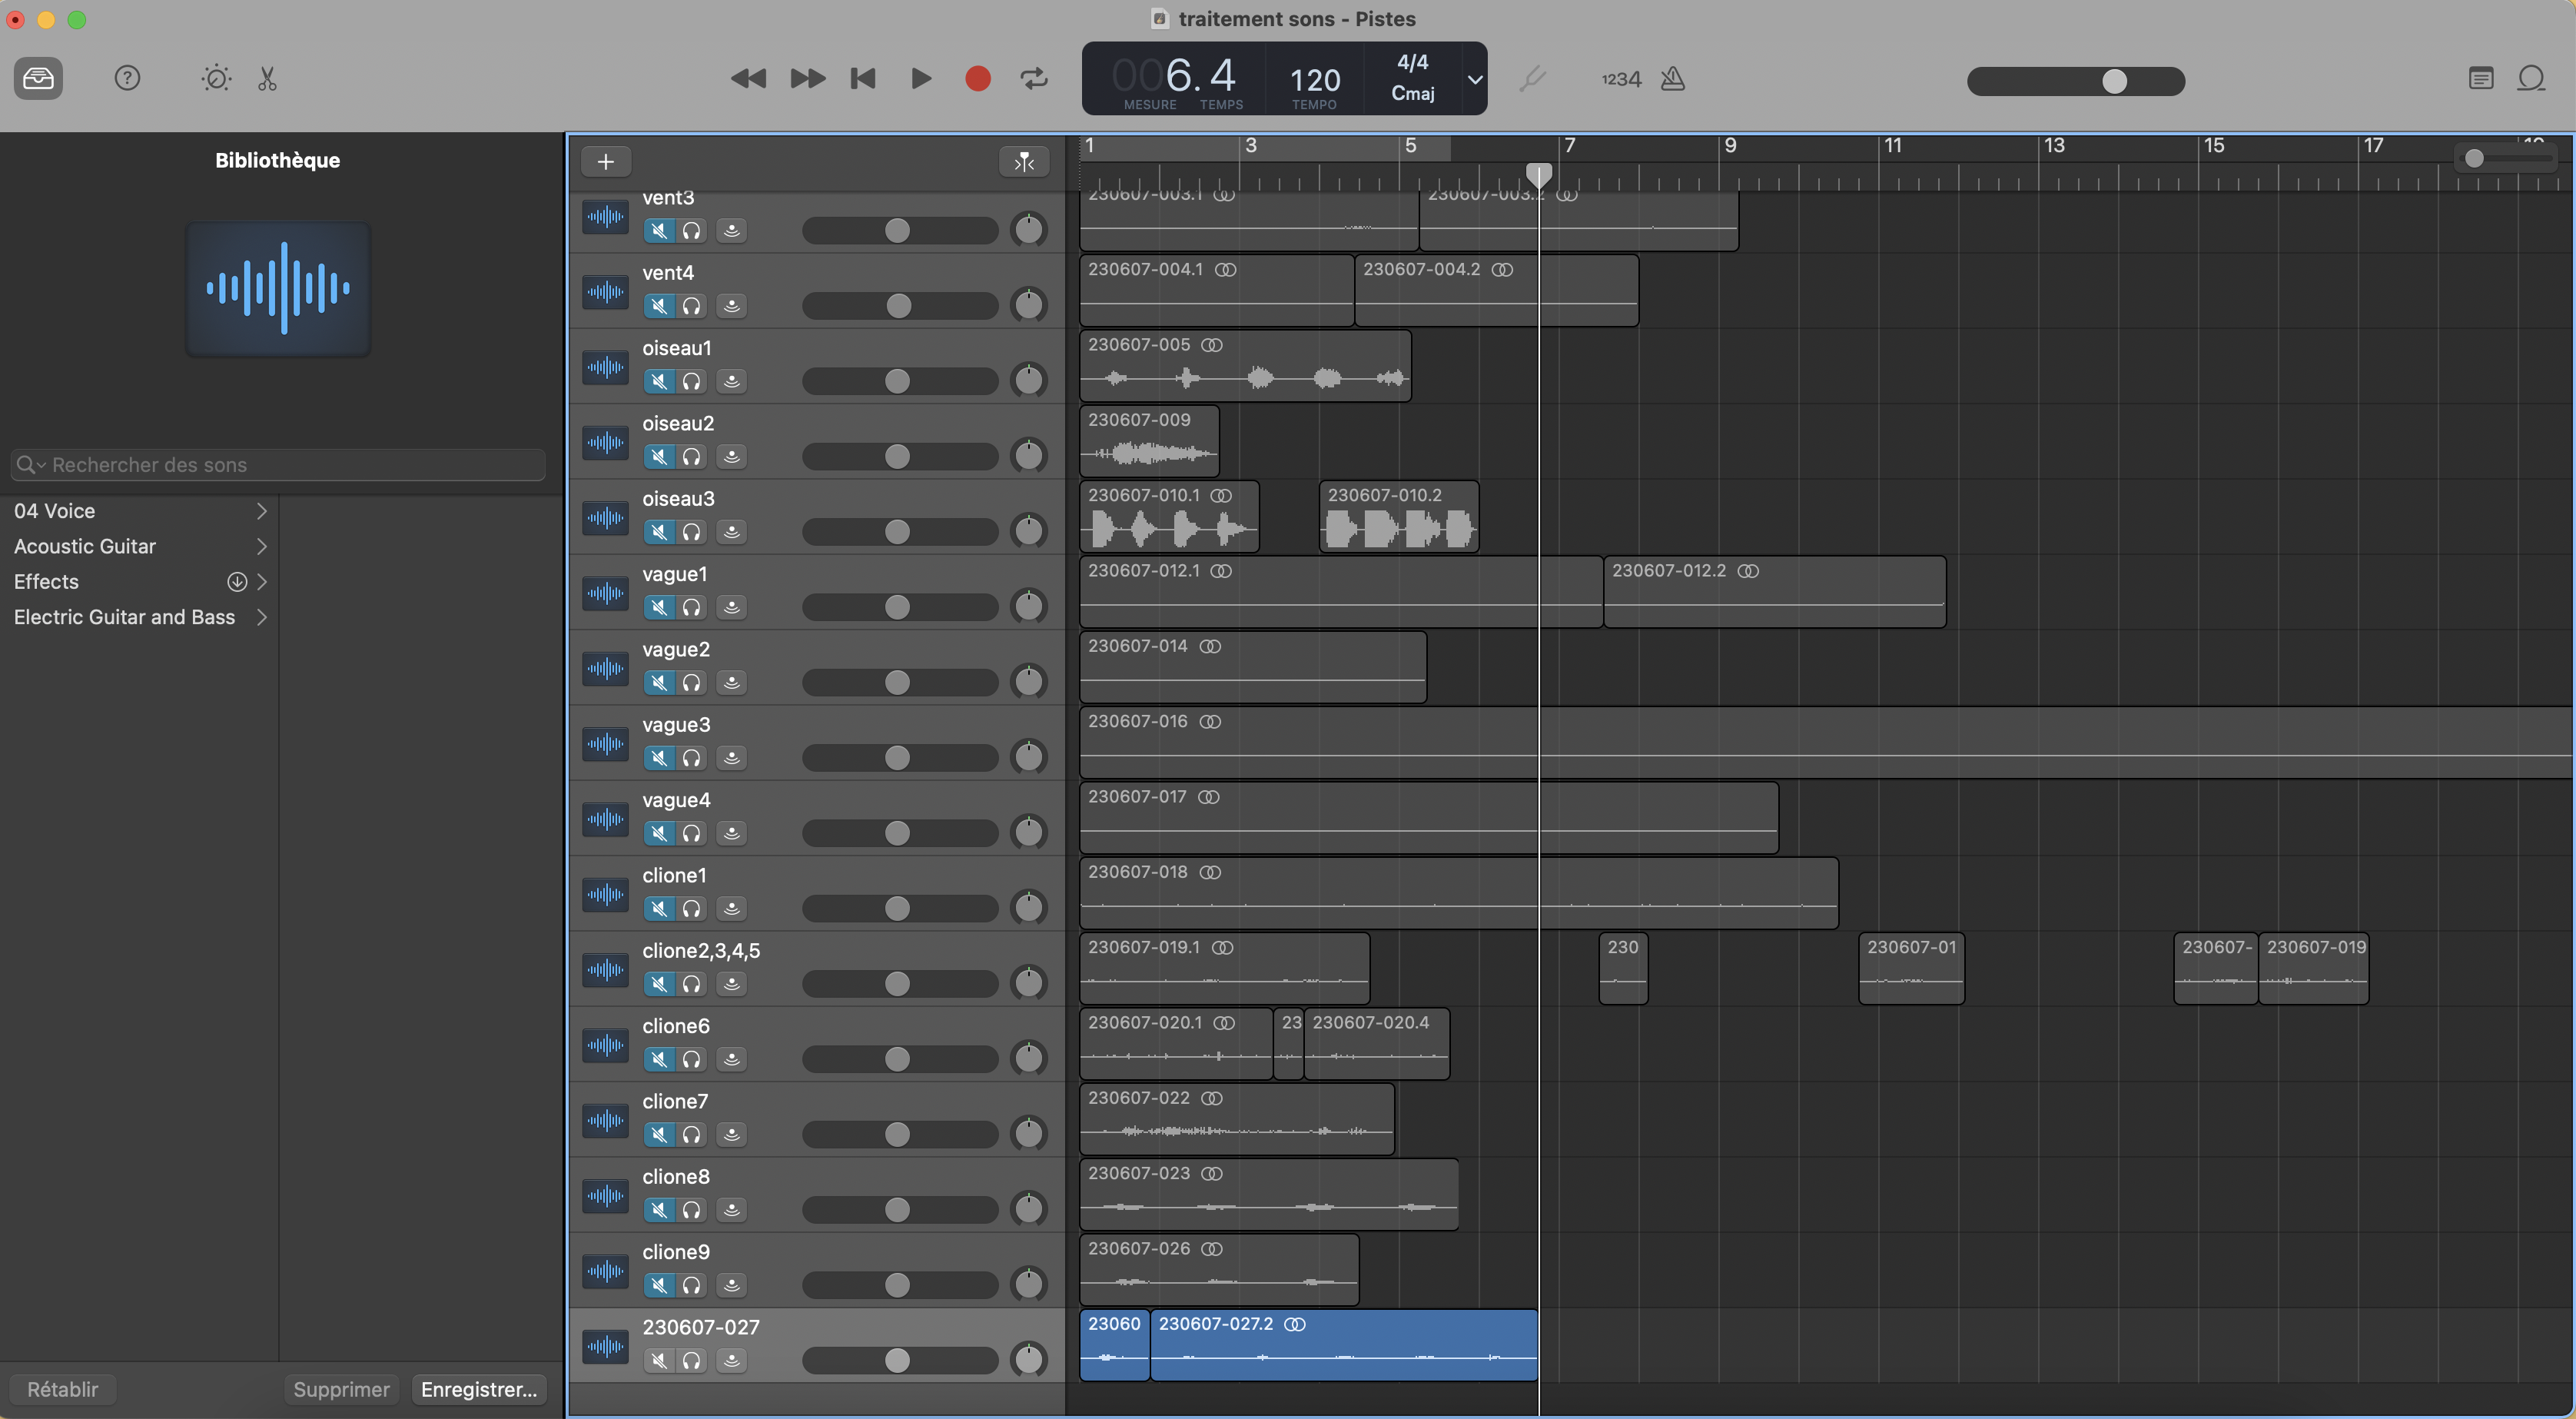 traitement sons - Pistes
006.4
MESURE TEMPS
120
TEMPO
4/4
Cmaj
1234
Bibliothèque
Rechercher des sons
04 Voice
Acoustic Guitar
Effects
Electric Guitar and Bass
Rétablir
Supprimer
Enregistrer...
1 3 5 7 9 11 13 15 17
vent3
230607-003.1
230607-003.2
vent4
230607-004.1
230607-004.2
oiseau1
230607-005
oiseau2
230607-009
oiseau3
230607-010.1
230607-010.2
vague1
230607-012.1
230607-012.2
vague2
230607-014
vague3
230607-016
vague4
230607-017
clione1
230607-018
clione2,3,4,5
230607-019.1
230
230607-01
230607-
230607-019
clione6
230607-020.1
23
230607-020.4
clione7
230607-022
clione8
230607-023
clione9
230607-026
230607-027
23060
230607-027.2